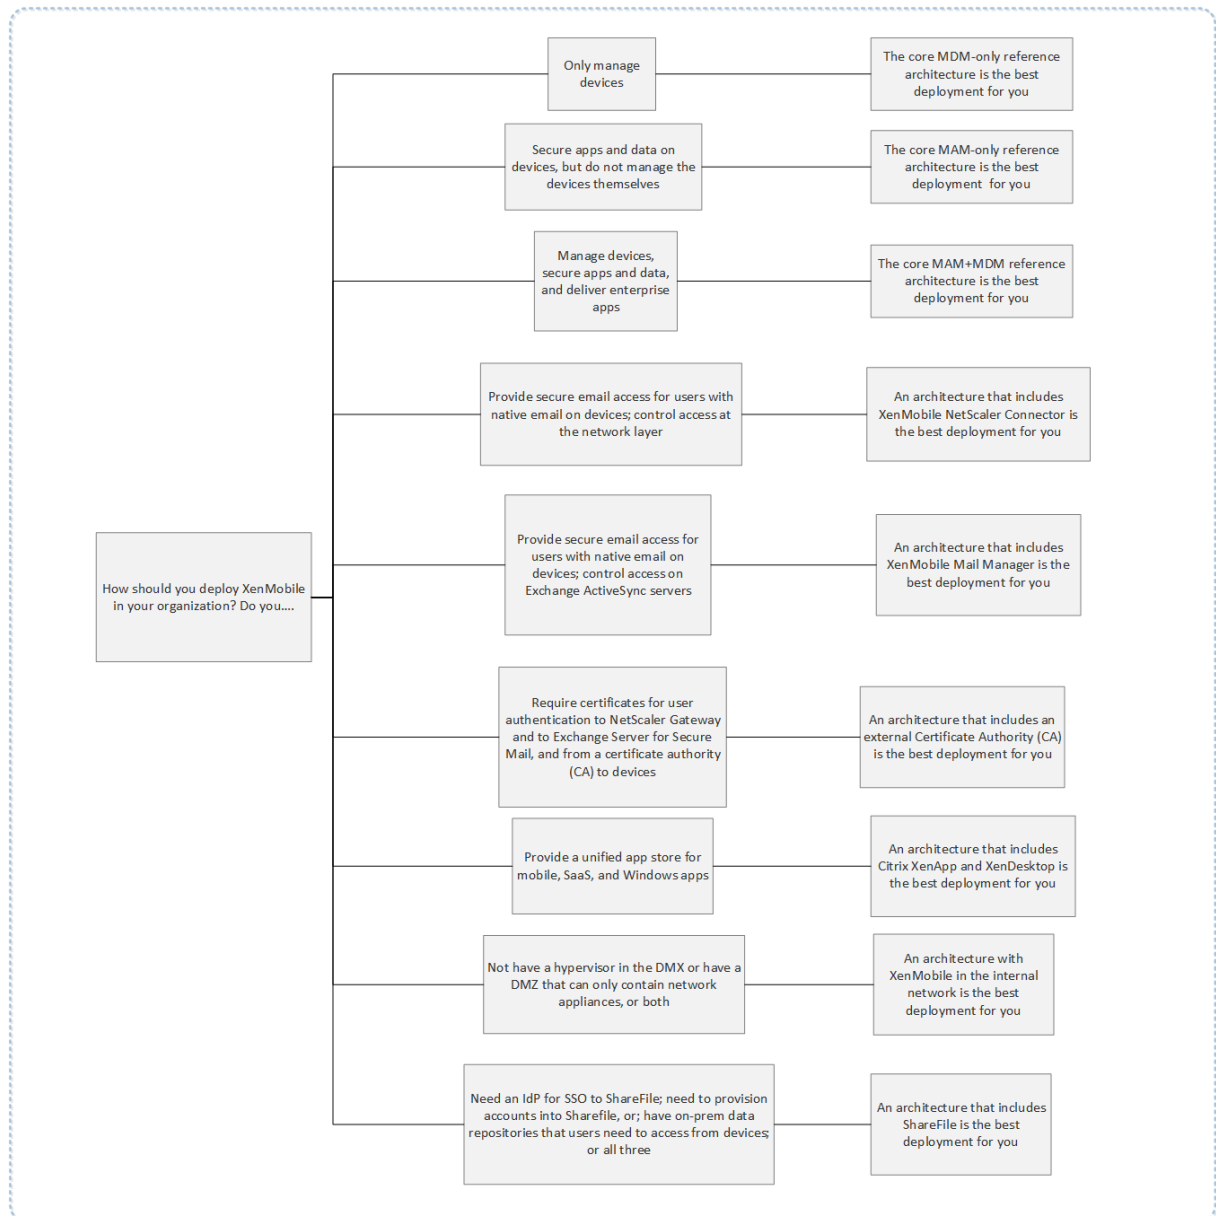 Only manage
devices
The core MDM-only reference
architecture is the best
deployment for you
Secure apps and data on
devices, but do not manage the
devices themselves
The core MAM-only reference
architecture is the best
deployment  for you
Manage devices,
secure apps and data,
and deliver enterprise
apps
The core MAM+MDM reference
architecture is the best
deployment for you
Provide secure email access for users with
native email on devices; control access at
the network layer
An architecture that includes
XenMobile NetScaler Connector is
the best deployment for you
How should you deploy XenMobile
in your organization? Do you....
Provide secure email access for
users with native email on
devices; control access on
Exchange ActiveSync servers
An architecture that includes
XenMobile Mail Manager is the
best deployment for you
Require certificates for user
authentication to NetScaler Gateway
and to Exchange Server for Secure
Mail, and from a certificate authority
(CA) to devices
An architecture that includes an
external Certificate Authority (CA)
is the best deployment for you
Provide a unified app store for
mobile, SaaS, and Windows apps
An architecture that includes
Citrix XenApp and XenDesktop is
the best deployment for you
Not have a hypervisor in the DMX or have a
DMZ that can only contain network
appliances, or both
An architecture with
XenMobile in the internal
network is the best
deployment for you
Need an IdP for SSO to ShareFile; need to provision
accounts into Sharefile, or; have on-prem data
repositories that users need to access from devices;
or all three
An architecture that includes
ShareFile is the best
deployment for you